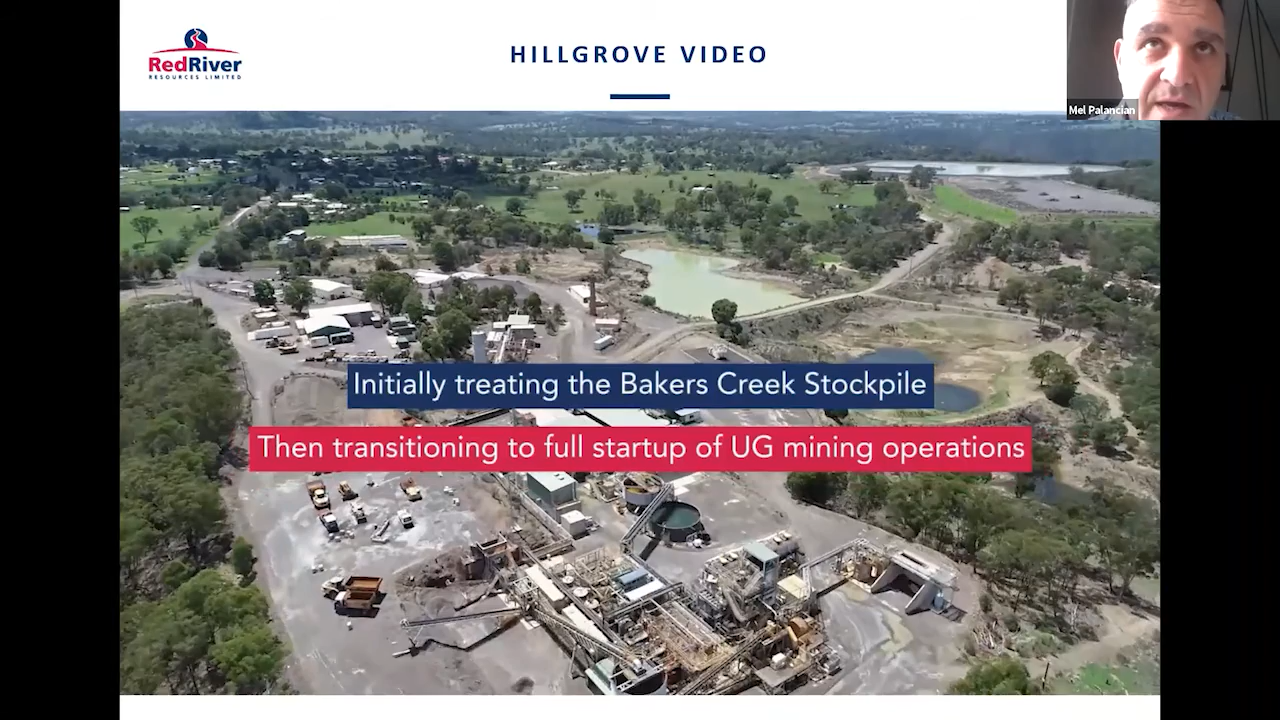 RedRiver
RESOURCES LIMITED
HILLGROVE VIDEO
Mel Palancian
Initially treating the Bakers Creek Stockpile
Then transitioning to full startup of UG mining operations